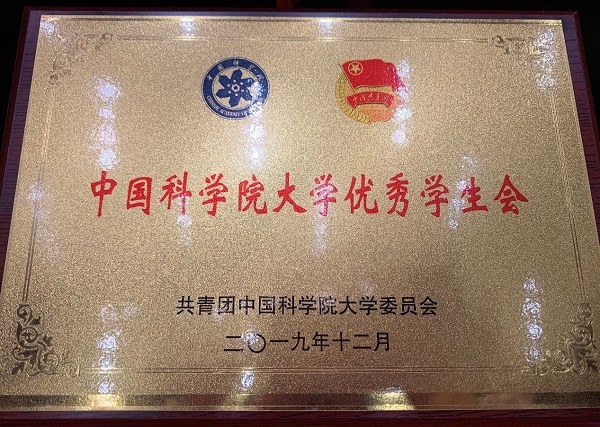 中国科学院大学优秀学生会
共青团中国科学院大学委员会
二〇一九年十二月